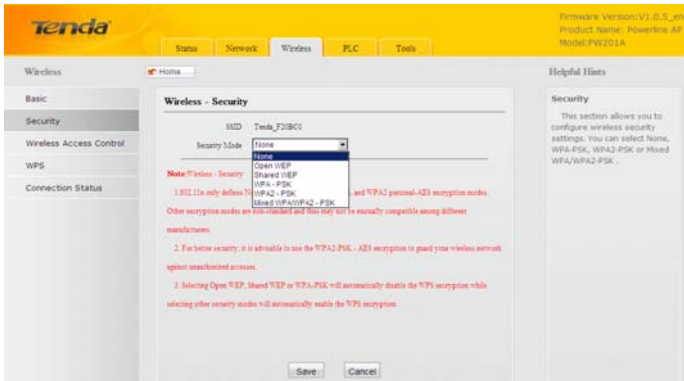 Tenda
Firmware Version:V1.0.5_en
Product Name: Powerline AP
Model:PW201A
Status Network Wireless PLC Tools
Wireless
Home
Helpful Hints
Basic
Security
Wireless Access Control
WPS
Connection Status
Wireless - Security
SSID Tenda_F20BC0
Security Mode None
None
Open WEP
Shared WEP
WPA - PSK
WPA2 - PSK
Mixed WPA/WPA2 - PSK
Note:Wireless - Security
1.802.11n only defines and WPA2 personal-AES encryption modes.
Other encryption modes are non-standard and thus may not be mutually compatible among different
manufacturers.
2. For better security, it is advisable to use the WPA2-PSK - AES encryption to guard your wireless network
against unauthorized accesses.
3. Selecting Open WEP, Shared WEP or WPA-PSK will automatically disable the WPS encryption while
selecting other security modes will automatically enable the WPS encryption.
Save Cancel
Security
This section allows you to
configure wireless security
settings. You can select None,
WPA-PSK, WPA2-PSK or Mixed
WPA/WPA2-PSK .